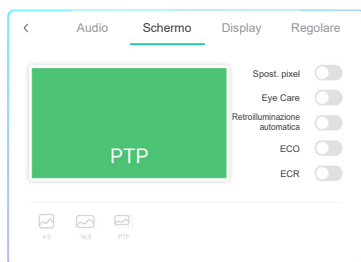 Audio Schermo Display Regolare
Spost. pixel
Eye Care
Retroilluminazione
automatica
ECO
ECR
PTP
4:3 16:9 PTP